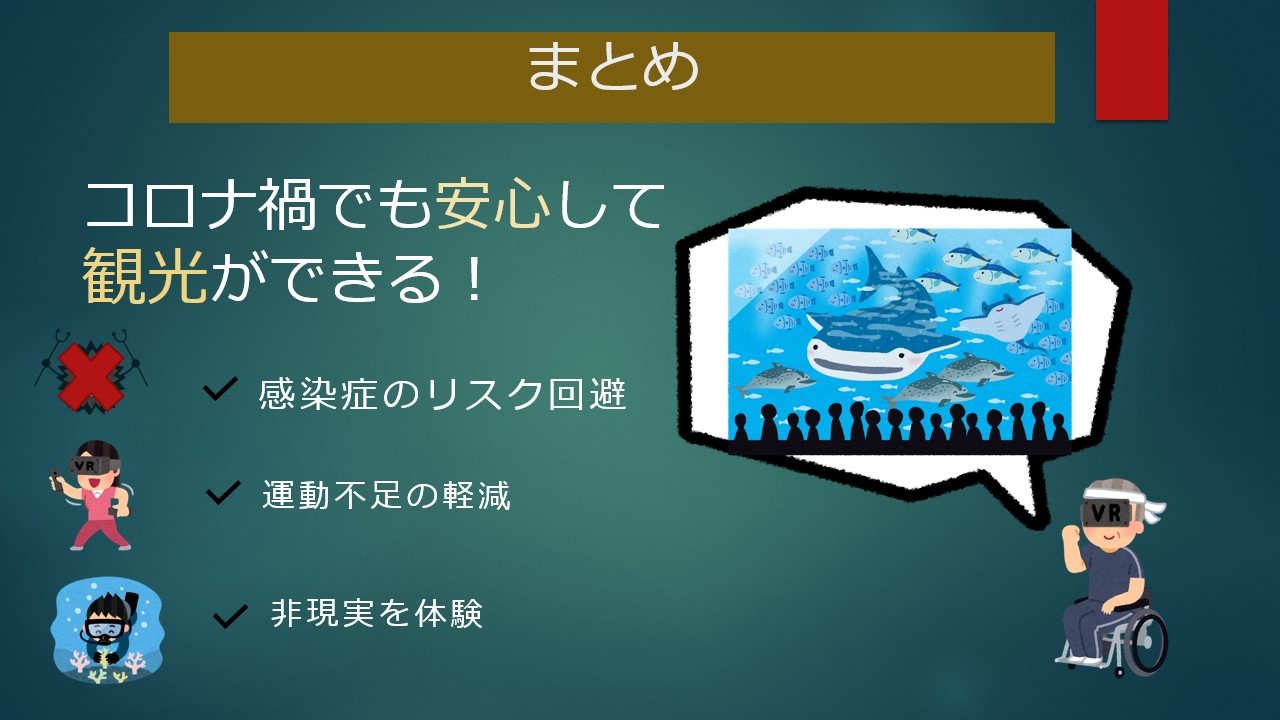 まとめ
コロナ禍でも安心して
観光ができる！
感染症のリスク回避
VR
運動不足の軽減
VR
非現実を体験